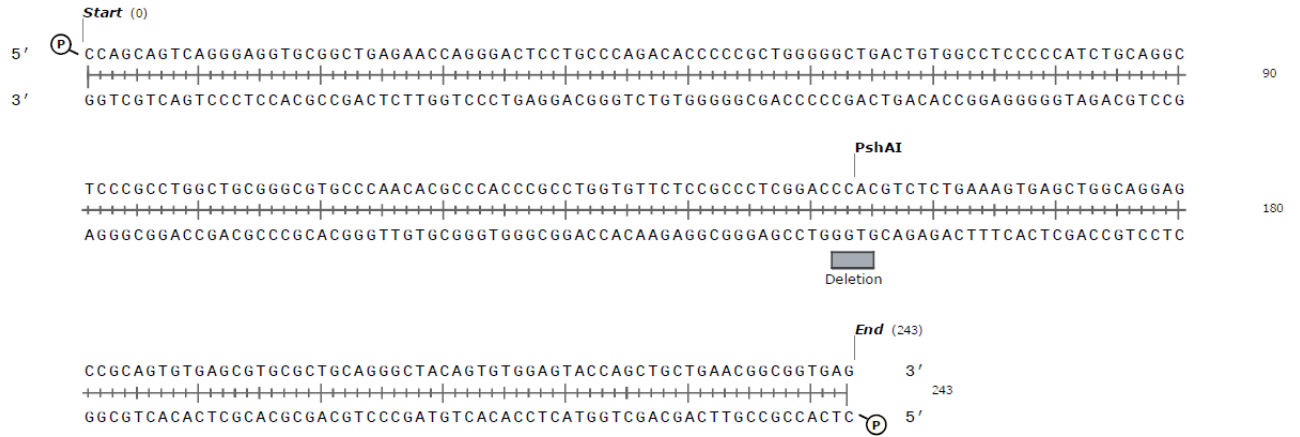 Start (0)
P
5′ CCAGCAGTCAGGGAGGTGCGGCTGAGAACCAGGGACTCCTGCCCAGACACCCCCGCTGGGGGCTGACTGTGGCCTCCCCCATCTGCAGGC
90
3′ GGTCGTCAGTCCCTCCACGCCGACTCTTGGTCCCTGAGGACGGGTCTGTGGGGGCGACCCCCGACTGACACCGGAGGGGGTAGACGTCCG
PshAI
TCCCGCCTGGCTGCGGGCGTGCCCAACACGCCCACCCGCCTGGTGTTCTCCGCCCTCGGACCCACGTCTCTGAAAGTGAGCTGGCAGGAG
180
AGGGCGGACCGACGCCCGCACGGGTTGTGCGGGTGGGCGGACCACAAGAGGCGGGAGCCTGGGTGCAGAGACTTTCACTCGACCGTCCTC
Deletion
End (243)
CCGCAGTGTGAGCGTGCGCTGCAGGGCTACAGTGTGGAGTACCAGCTGCTGAACGGCGGTGAG 3′
243
GGCGTCACACTCGCACGCGACGTCCCGATGTCACACCTCATGGTCGACGACTTGCCGCCACTC P 5′